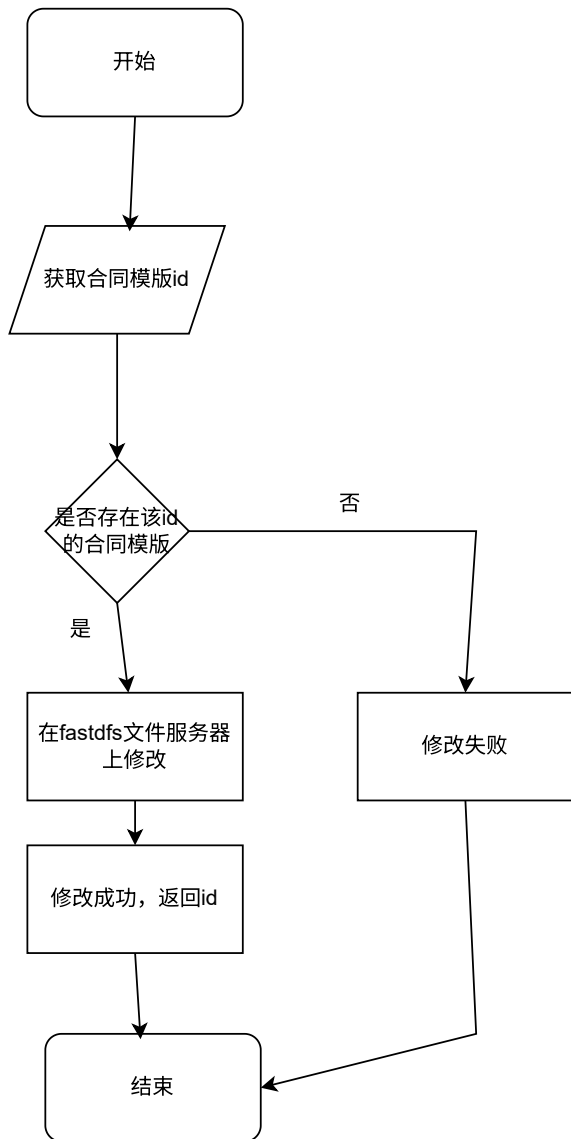 开始
获取合同模版id
是否存在该id
的合同模版
否
是
在fastdfs文件服务器
上修改
修改失败
修改成功，返回id
结束